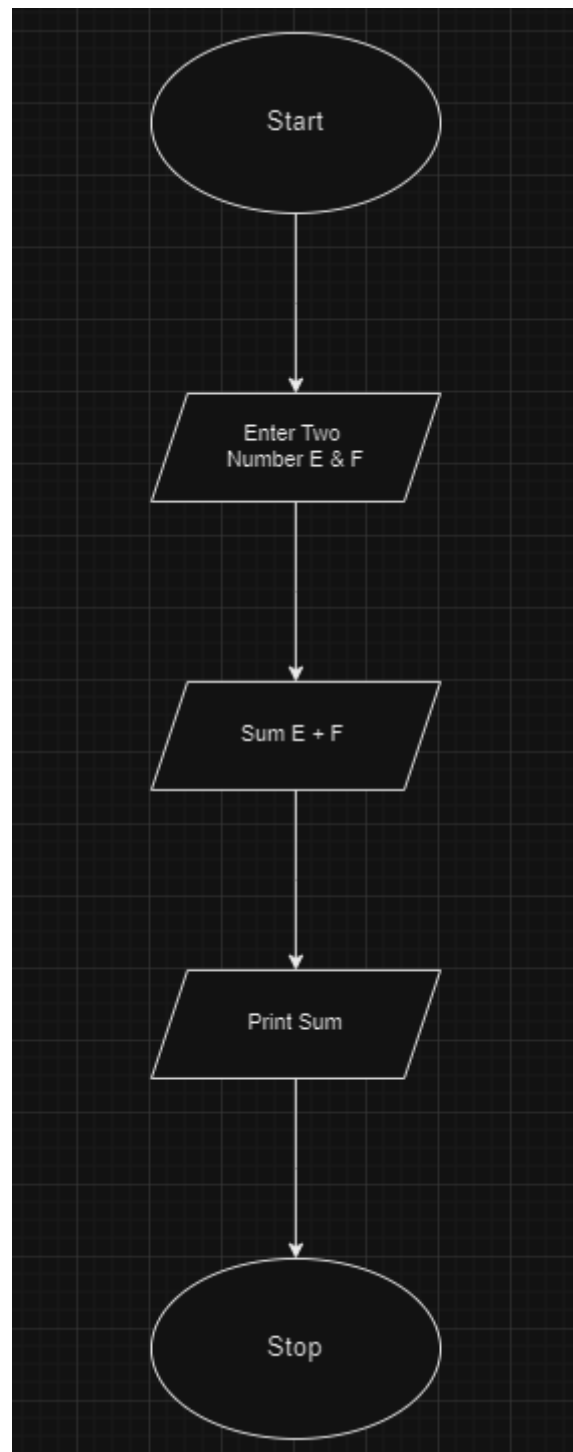 Start
Enter Two
Number E & F
Sum E + F
Print Sum
Stop